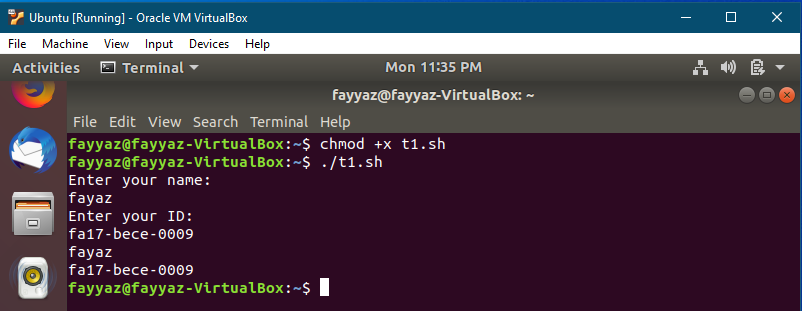 Ubuntu [Running] - Oracle VM VirtualBox
File Machine View Input Devices Help
Activities Terminal Mon 11:35 PM
fayyaz@fayyaz-VirtualBox: ~
File Edit View Search Terminal Help
fayyaz@fayyaz-VirtualBox:~$ chmod +x t1.sh
fayyaz@fayyaz-VirtualBox:~$ ./t1.sh
Enter your name:
fayaz
Enter your ID:
fa17-bece-0009
fayaz
fa17-bece-0009
fayyaz@fayyaz-VirtualBox:~$